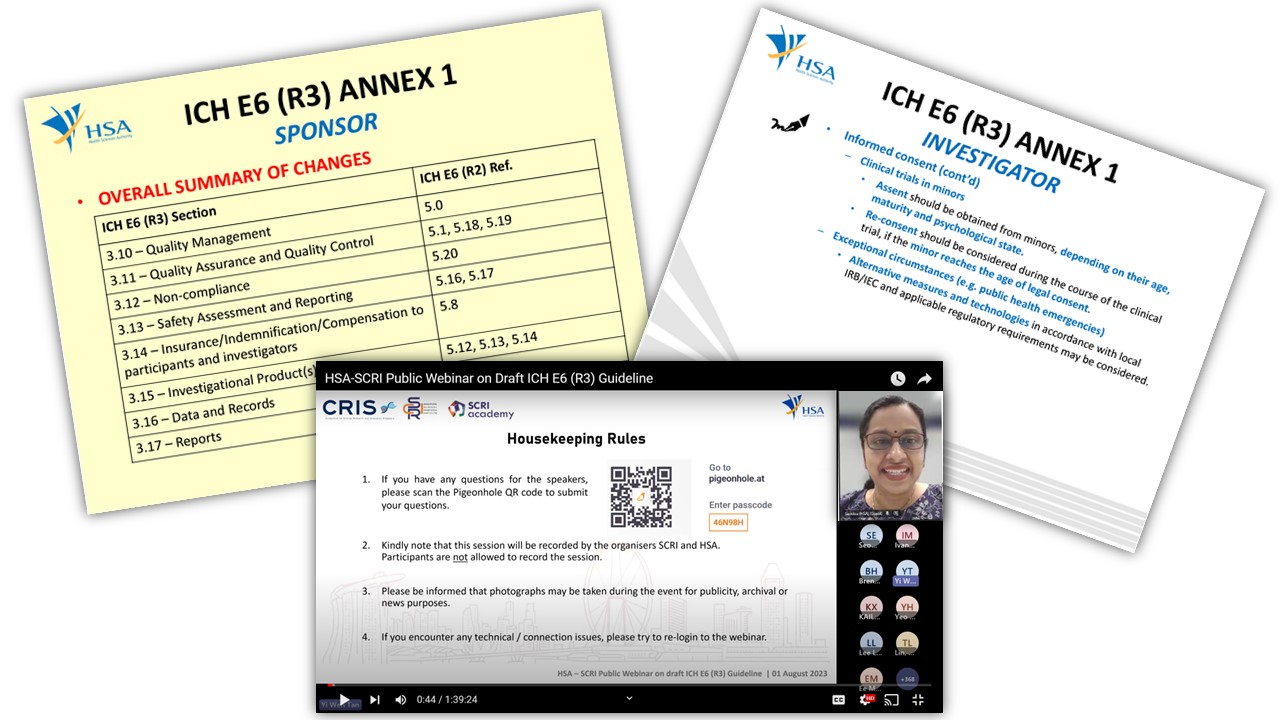 HSA
Health Sciences Authority
ICH E6 (R3) ANNEX 1
SPONSOR
• OVERALL SUMMARY OF CHANGES
ICH E6 (R3) Section
ICH E6 (R2) Ref.
3.10 – Quality Management
5.0
3.11 – Quality Assurance and Quality Control
5.1, 5.18, 5.19
3.12 – Non-compliance
5.20
3.13 – Safety Assessment and Reporting
5.16, 5.17
3.14 – Insurance/Indemnification/Compensation to
participants and investigators
5.8
3.15 – Investigational Product(s)
5.12, 5.13, 5.14
3.16 – Data and Records
3.17 – Reports
HSA
ICH E6 (R3) ANNEX 1
INVESTIGATOR
• Informed consent (cont'd)
– Clinical trials in minors
• Assent should be obtained from minors, depending on their age,
maturity and psychological state.
• Re-consent should be considered during the course of the clinical
trial, if the minor reaches the age of legal consent.
– Exceptional circumstances (e.g. public health emergencies)
• Alternative measures and technologies in accordance with local
IRB/IEC and applicable regulatory requirements may be considered.
HSA-SCRI Public Webinar on Draft ICH E6 (R3) Guideline
CRIS
SCRI
SCRI
academy
HSA
Housekeeping Rules
1. If you have any questions for the speakers,
please scan the Pigeonhole QR code to submit
your questions.
Go to
pigeonhole.at
Enter passcode
46N98H
2. Kindly note that this session will be recorded by the organisers SCRI and HSA.
Participants are not allowed to record the session.
3. Please be informed that photographs may be taken during the event for publicity, archival or
news purposes.
4. If you encounter any technical / connection issues, please try to re-login to the webinar.
HSA – SCRI Public Webinar on draft ICH E6 (R3) Guideline | 01 August 2023
SE
IM
Seo...
Ivan...
BH
YT
Bren...
Yi W...
KX
YH
KAIL...
Yeo...
LL
TL
Lee L...
Lin,...
EM
+368
Ee M...
Yi Wen Tan
0:44 / 1:39:24
CC
HD